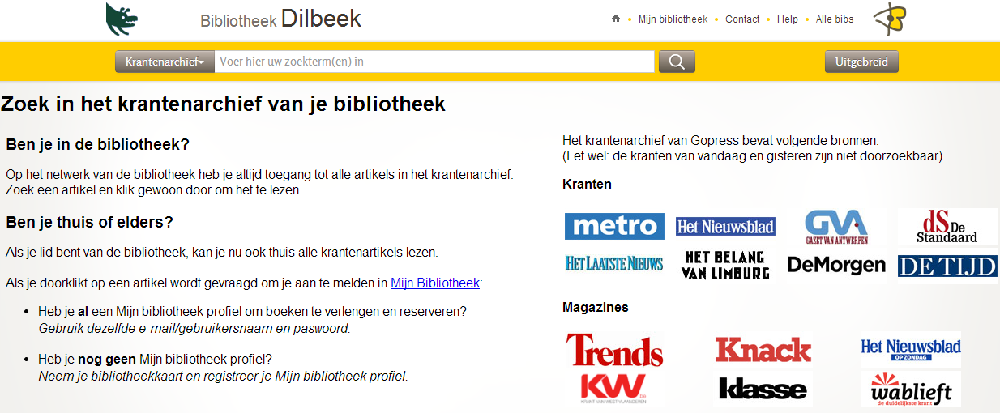 Bibliotheek Dilbeek
Mijn bibliotheek • Contact • Help • Alle bibs
Krantenarchief
Voer hier uw zoekterm(en) in
Uitgebreid
Zoek in het krantenarchief van je bibliotheek
Ben je in de bibliotheek?
Op het netwerk van de bibliotheek heb je altijd toegang tot alle artikels in het krantenarchief.
Zoek een artikel en klik gewoon door om het te lezen.
Ben je thuis of elders?
Als je lid bent van de bibliotheek, kan je nu ook thuis alle krantenartikels lezen.
Als je doorklikt op een artikel wordt gevraagd om je aan te melden in Mijn Bibliotheek:
• Heb je al een Mijn bibliotheek profiel om boeken te verlengen en reserveren?
Gebruik dezelfde e-mail/gebruikersnaam en paswoord.
• Heb je nog geen Mijn bibliotheek profiel?
Neem je bibliotheekkaart en registreer je Mijn bibliotheek profiel.
Het krantenarchief van Gopress bevat volgende bronnen:
(Let wel: de kranten van vandaag en gisteren zijn niet doorzoekbaar)
Kranten
metro
Het Nieuwsblad
GVA
GAZET VAN ANTWERPEN
dS De
Standaard
HET LAATSTE NIEUWS
HET BELANG
VAN LIMBURG
DeMorgen
DE TIJD
Magazines
Trends
Knack
Het Nieuwsblad
OP ZONDAG
KW.be
KRANT VAN WEST-VLAANDEREN
klasse
wablieft
de duidelijkste krant